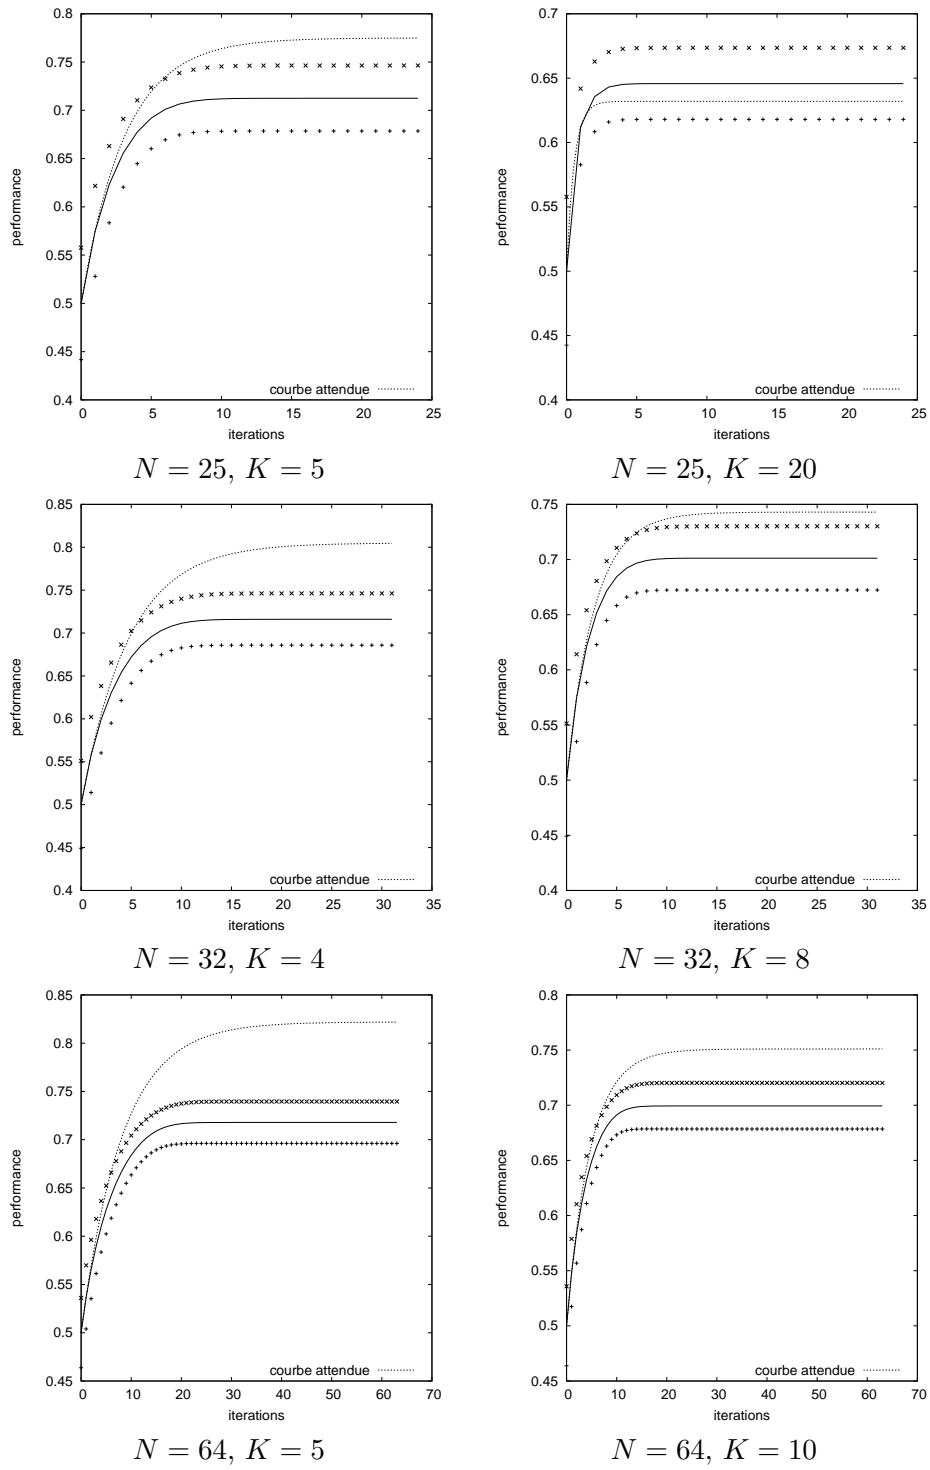 0.8
0.75
0.7
0.65
0.6
0.55
0.5
0.45
0.4
performance
courbe attendue
0 5 10 15 20 25
iterations
N = 25, K = 5
0.7
0.65
0.6
0.55
0.5
0.45
0.4
performance
courbe attendue
0 5 10 15 20 25
iterations
N = 25, K = 20
0.85
0.8
0.75
0.7
0.65
0.6
0.55
0.5
0.45
0.4
performance
courbe attendue
0 5 10 15 20 25 30 35
iterations
N = 32, K = 4
0.75
0.7
0.65
0.6
0.55
0.5
0.45
0.4
performance
courbe attendue
0 5 10 15 20 25 30 35
iterations
N = 32, K = 8
0.85
0.8
0.75
0.7
0.65
0.6
0.55
0.5
0.45
performance
courbe attendue
0 10 20 30 40 50 60 70
iterations
N = 64, K = 5
0.8
0.75
0.7
0.65
0.6
0.55
0.5
0.45
performance
courbe attendue
0 10 20 30 40 50 60 70
iterations
N = 64, K = 10